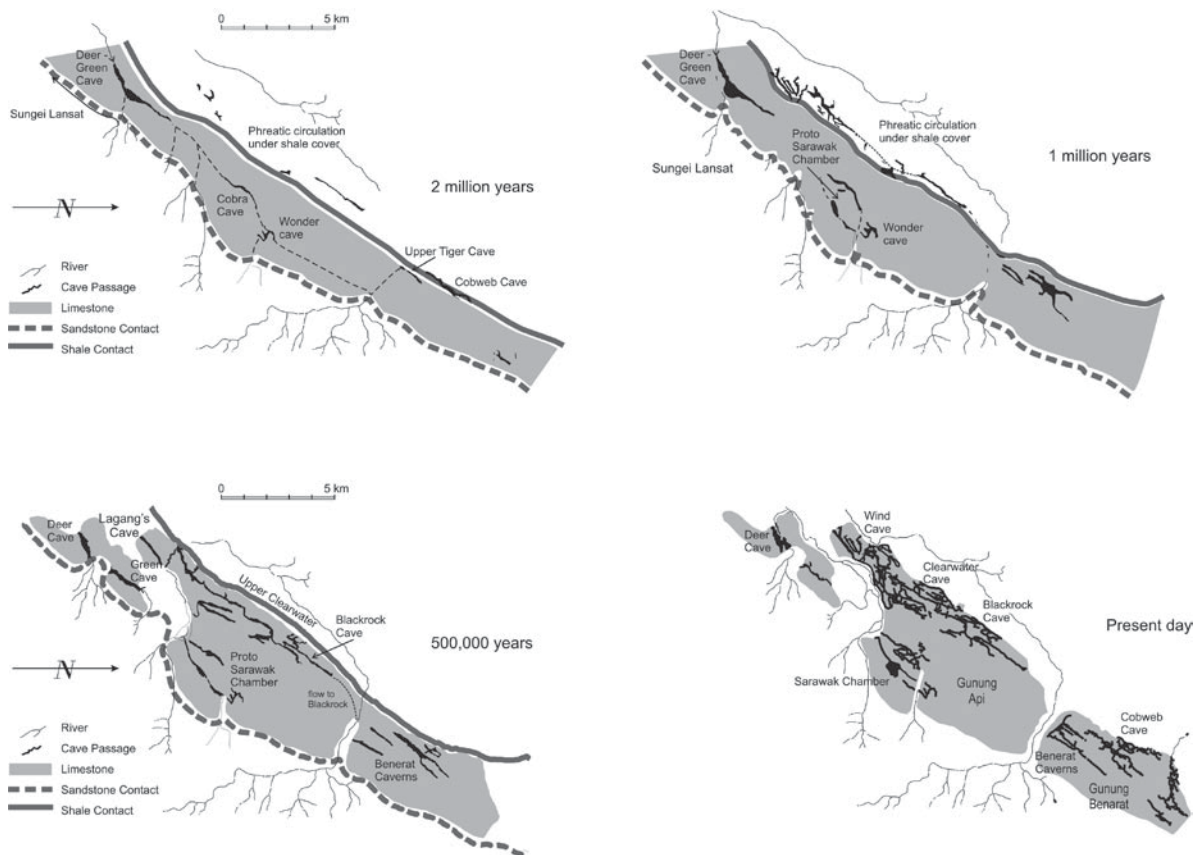 0 5 km
Deer -
Green
Cave
Sungei Lansat
Phreatic circulation
under shale cover
2 million years
N
Cobra
Cave
Wonder
cave
Upper Tiger Cave
Cobweb Cave
River
Cave Passage
Limestone
Sandstone Contact
Shale Contact
Deer-
Green Cave
Proto
Sarawak
Chamber
Phreatic circulation
under shale cover
1 million years
Sungei Lansat
Wonder
cave
0 5 km
Deer
Cave
Lagang's
Cave
Green
Cave
Upper Clearwater
Blackrock
Cave
500,000 years
N
Proto
Sarawak
Chamber
flow to
Blackrock
River
Cave Passage
Limestone
Sandstone Contact
Shale Contact
Benerat
Caverns
Wind
Cave
Deer
Cave
Clearwater
Cave
Blackrock
Cave
Present day
Sarawak Chamber
Gunung
Api
Cobweb
Cave
Benerat
Caverns
Gunung
Benarat